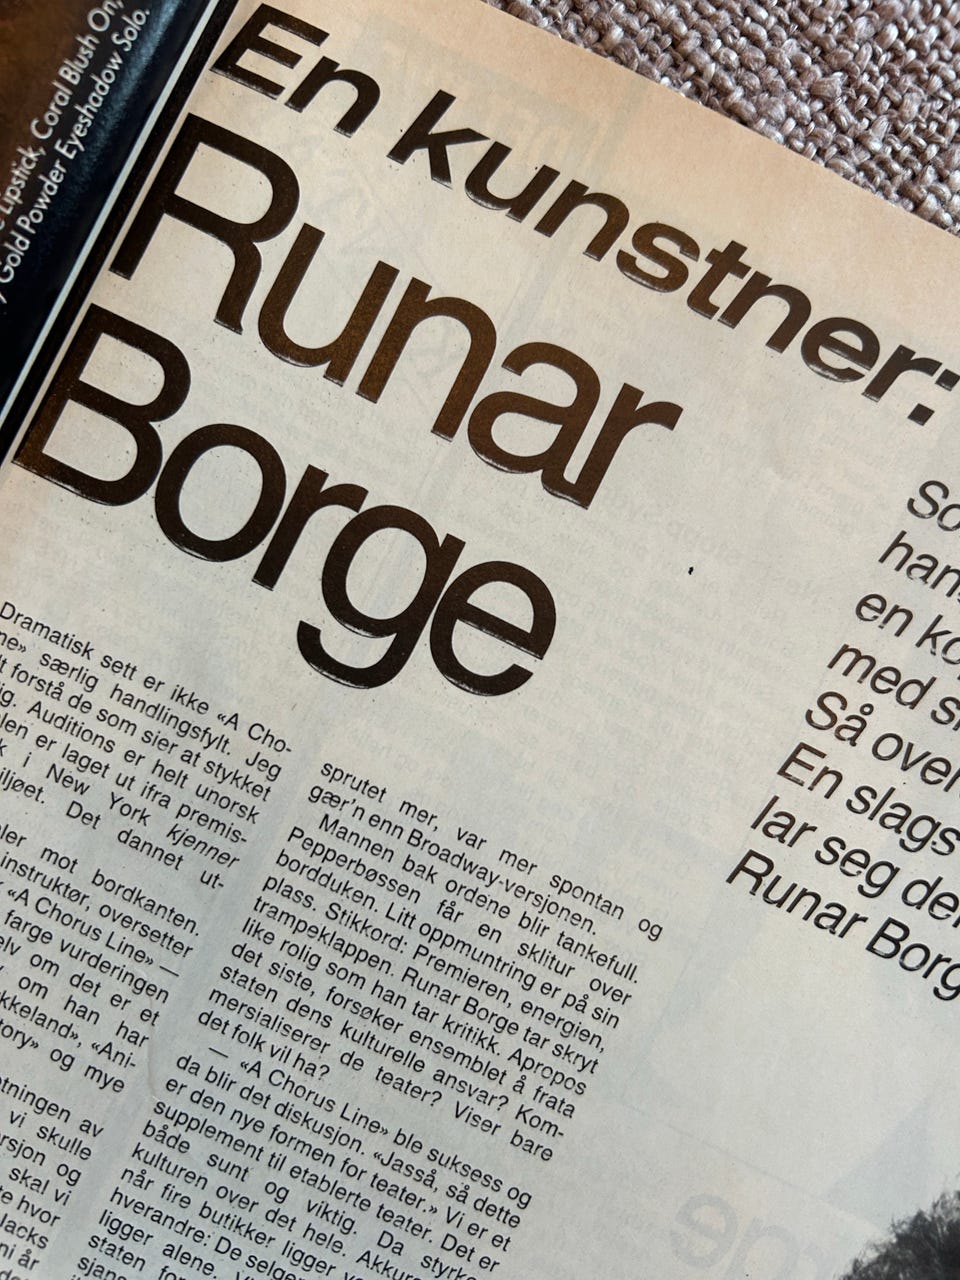 Lipstick, Coral Blush On,
Gold Powder Eyeshadow Solo.
En kunstner:
Runar
Borge
Dramatisk sett er ikke «A Cho-
ne» særlig handlingsfylt. Jeg
forstå de som sier at stykket
Auditions er helt unorsk
er laget ut ifra premis-
i New York kjenner
Det dannet ut-
mot bordkanten.
instruktør, oversetter
«A Chorus Line» —
farge vurderingen
om det er et
om han har
«Ani-
og mye
av
vi skulle
og
skal vi
hvor
år
sprutet mer, var mer spontan og
gær'n enn Broadway-versjonen.
Mannen bak ordene blir tankefull.
Pepperbøssen får en sklitur over
bordduken. Litt oppmuntring er på sin
plass. Stikkord: Premieren, energien,
trampeklappen. Runar Borge tar skryt
like rolig som han tar kritikk. Apropos
det siste, forsøker ensemblet å frata
staten dens kulturelle ansvar? Kom-
mersialiserer de teater? Viser bare
det folk vil ha?
— «A Chorus Line» ble suksess og
da blir det diskusjon. «Jasså, så dette
er den nye formen for teater.» Vi er et
supplement til etablerte teater. Det er
både sunt og viktig. Da styrke
kulturen over det hele.
når fire butikker ligger
hverandre: De
ligger alene.
staten for
So
en
med
Så
En slags
lar seg
Runar Borg